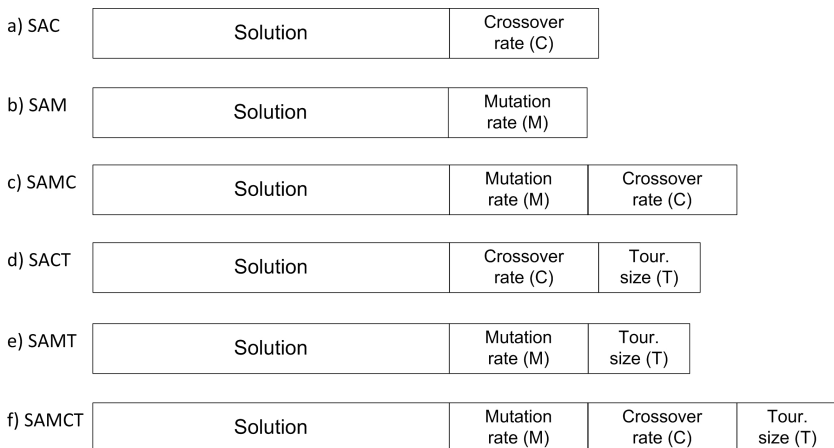 a) SAC
Solution
Crossover
rate (C)
b) SAM
Solution
Mutation
rate (M)
c) SAMC
Solution
Mutation
rate (M)
Crossover
rate (C)
d) SACT
Solution
Crossover
rate (C)
Tour.
size (T)
e) SAMT
Solution
Mutation
rate (M)
Tour.
size (T)
f) SAMCT
Solution
Mutation
rate (M)
Crossover
rate (C)
Tour.
size (T)